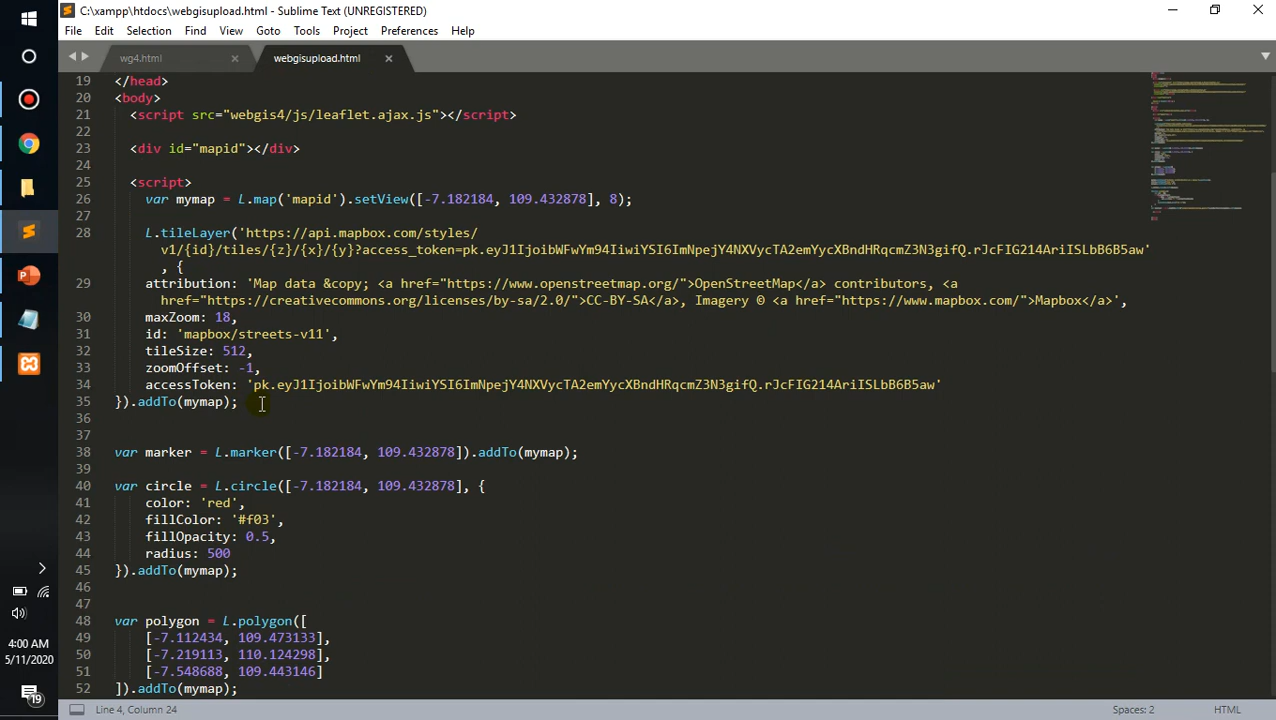 C:\xampp\htdocs\webgisupload.html - Sublime Text (UNREGISTERED)
File Edit Selection Find View Goto Tools Project Preferences Help
wg4.html × webgisupload.html ×
19 </head>
20 <body>
21 <script src="webgis4/js/leaflet.ajax.js"></script>
22
23 <div id="mapid"></div>
24
25 <script>
26 var mymap = L.map('mapid').setView([-7.182184, 109.432878], 8);
27
28 L.tileLayer('https://api.mapbox.com/styles/
v1/{id}/tiles/{z}/{x}/{y}?access_token=pk.eyJ1IjoibWFwYm94IiwiYSI6ImNpejY4NXVycTA2emYycXBndHRqcmZ3N3gifQ.rJcFIG214AriISLbB6B5aw'
, {
29 attribution: 'Map data &copy; <a href="https://www.openstreetmap.org/">OpenStreetMap</a> contributors, <a
href="https://creativecommons.org/licenses/by-sa/2.0/">CC-BY-SA</a>, Imagery © <a href="https://www.mapbox.com/">Mapbox</a>',
30 maxZoom: 18,
31 id: 'mapbox/streets-v11',
32 tileSize: 512,
33 zoomOffset: -1,
34 accessToken: 'pk.eyJ1IjoibWFwYm94IiwiYSI6ImNpejY4NXVycTA2emYycXBndHRqcmZ3N3gifQ.rJcFIG214AriISLbB6B5aw'
35 }).addTo(mymap);
36
37
38 var marker = L.marker([-7.182184, 109.432878]).addTo(mymap);
39
40 var circle = L.circle([-7.182184, 109.432878], {
41 color: 'red',
42 fillColor: '#f03',
43 fillOpacity: 0.5,
44 radius: 500
45 }).addTo(mymap);
46
47
48 var polygon = L.polygon([
49 [-7.112434, 109.473133],
50 [-7.219113, 110.124298],
51 [-7.548688, 109.443146]
52 ]).addTo(mymap);
4:00 AM
5/11/2020
19
Line 4, Column 24 Spaces: 2 HTML